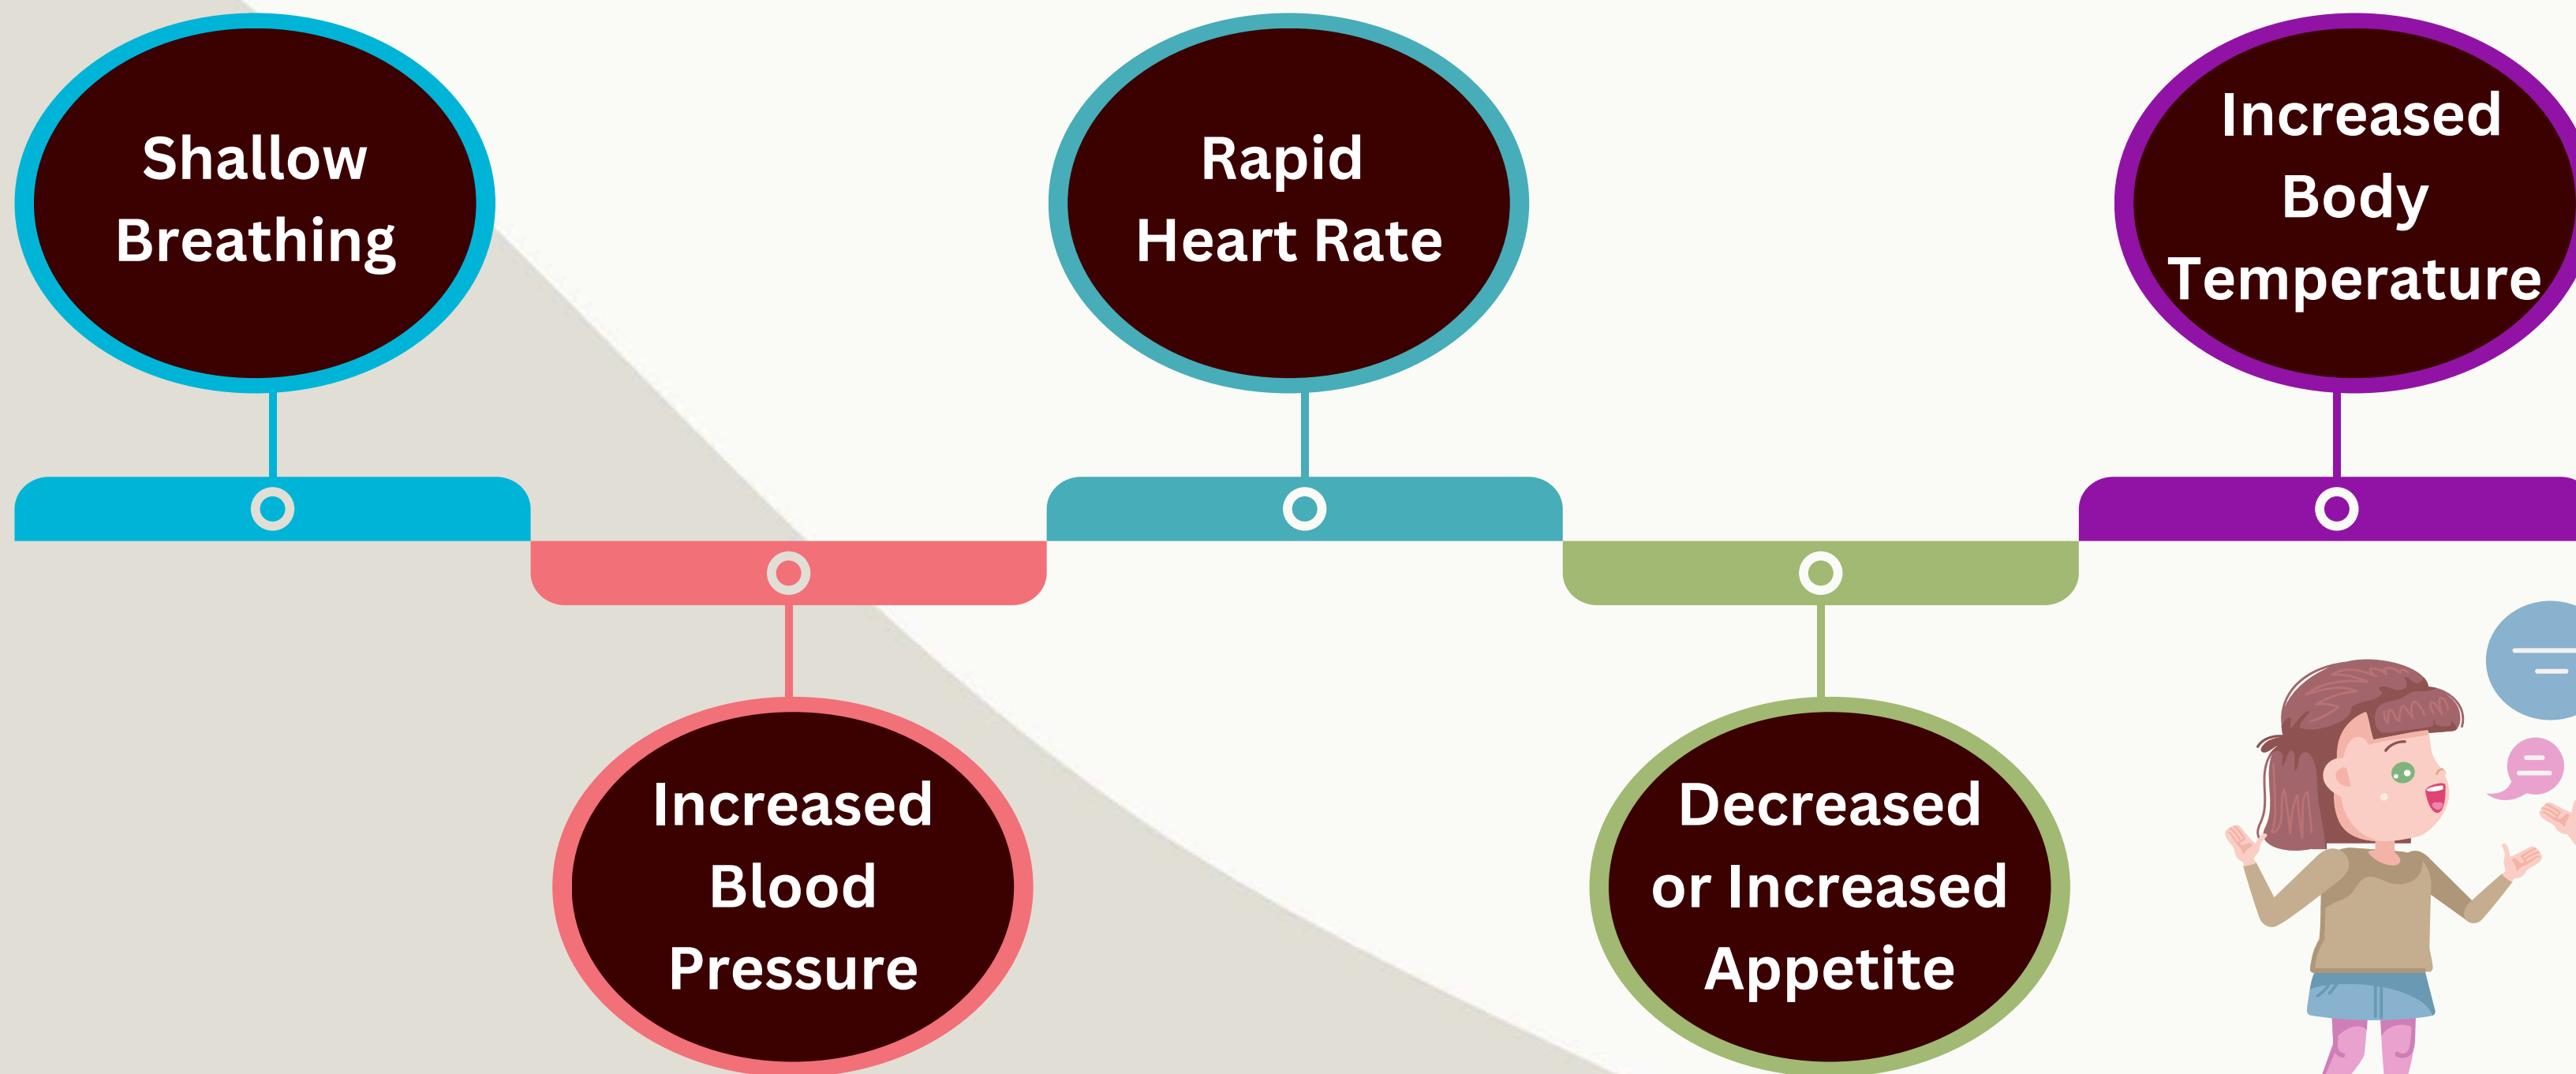 Shallow
Breathing
Increased
Blood
Pressure
Rapid
Heart Rate
Decreased
or Increased
Appetite
Increased
Body
Temperature